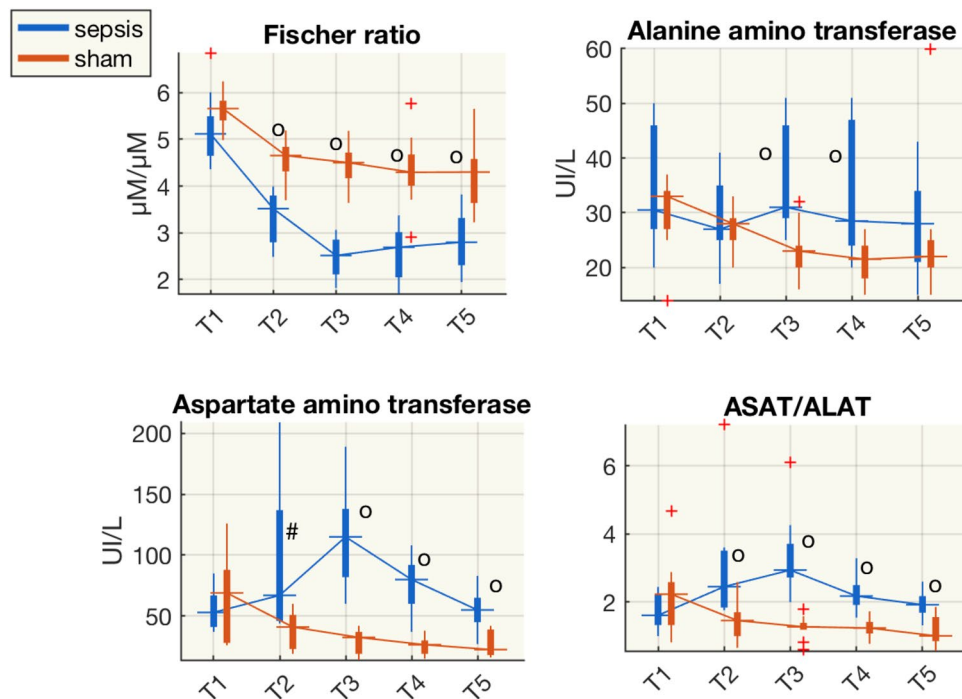 sepsis
sham
Fischer ratio
µM/µM
6
5
4
3
2
o
o
o
o
T1 T2 T3 T4 T5
Alanine amino transferase
UI/L
60
50
40
30
20
o
o
T1 T2 T3 T4 T5
Aspartate amino transferase
UI/L
200
150
100
50
#
o
o
o
T1 T2 T3 T4 T5
ASAT/ALAT
6
4
2
o
o
o
o
T1 T2 T3 T4 T5